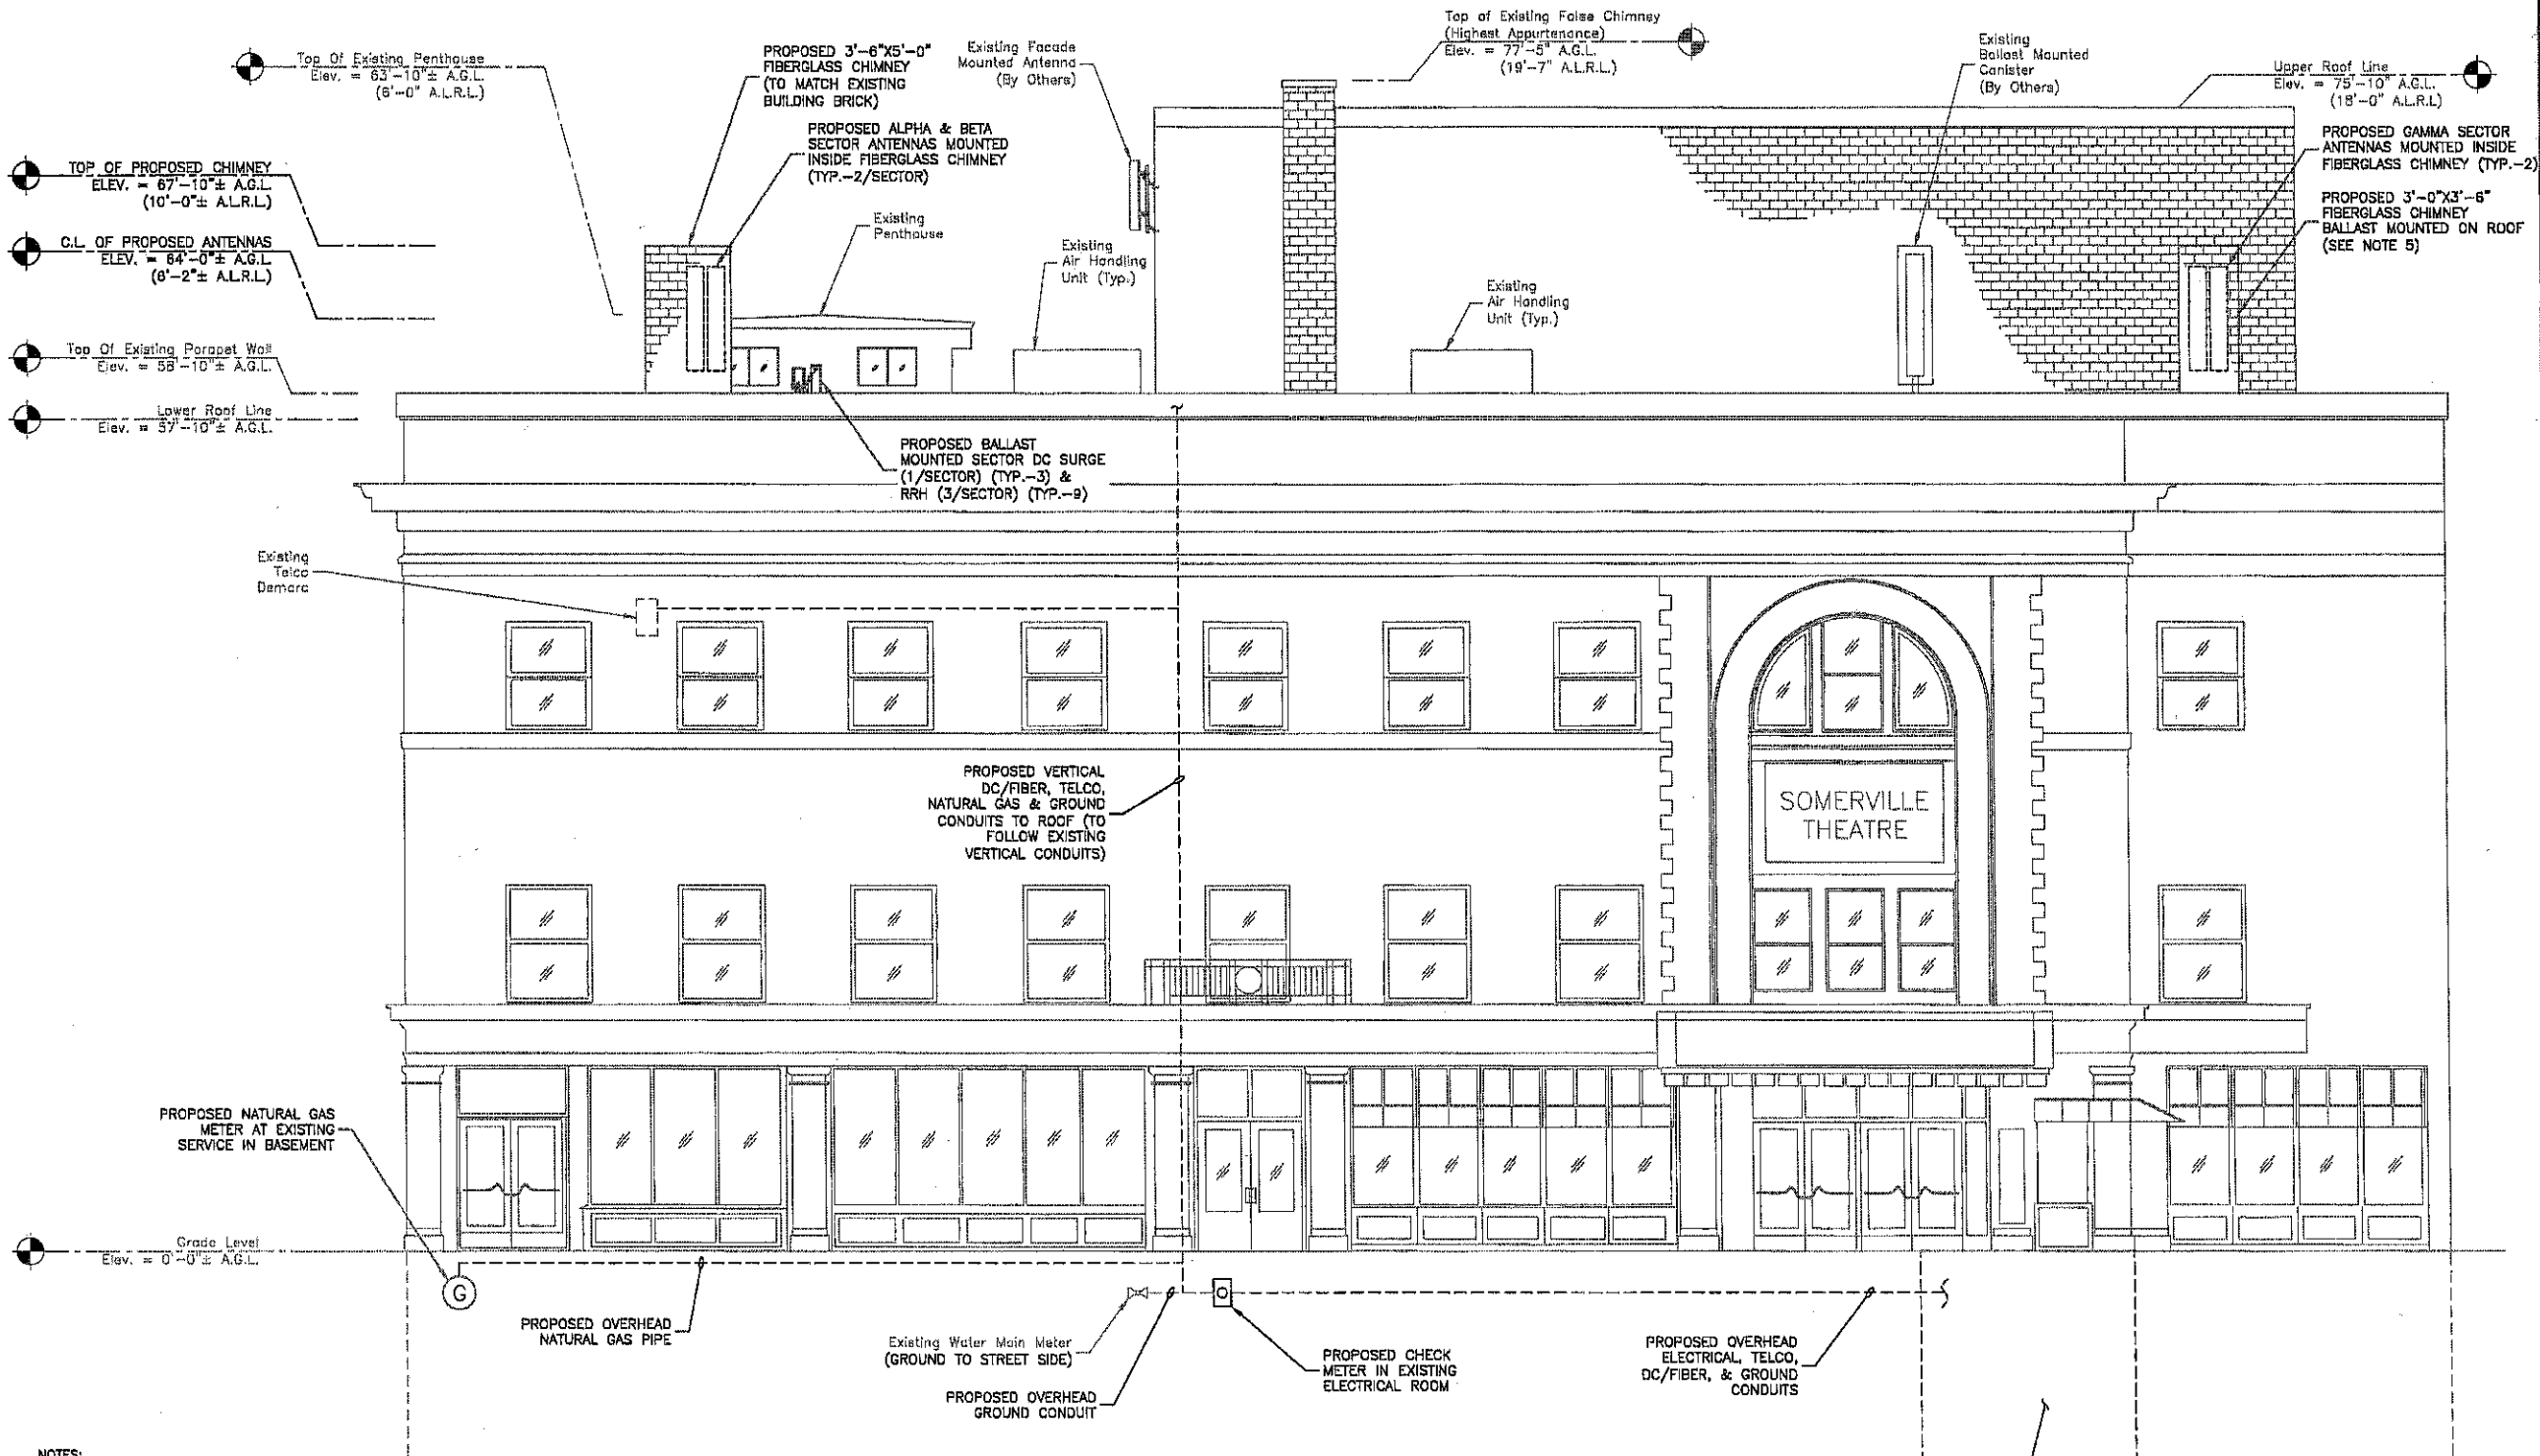 Top of Existing False Chimney
(Highest Appurtenance)
Elev. = 77'-5" A.G.L.
(19'-7" A.L.R.L.)
Top Of Existing Penthouse
Elev. = 63'-10"± A.G.L.
(6'-0" A.L.R.L.)
PROPOSED 3'-6"X5'-0"
FIBERGLASS CHIMNEY
(TO MATCH EXISTING
BUILDING BRICK)
Existing Facade
Mounted Antenna
(By Others)
Existing
Ballast Mounted
Canister
(By Others)
Upper Roof Line
Elev. = 75'-10" A.G.L.
(18'-0" A.L.R.L)
PROPOSED ALPHA & BETA
SECTOR ANTENNAS MOUNTED
INSIDE FIBERGLASS CHIMNEY
(TYP.-2/SECTOR)
PROPOSED GAMMA SECTOR
ANTENNAS MOUNTED INSIDE
FIBERGLASS CHIMNEY (TYP.-2)
TOP OF PROPOSED CHIMNEY
ELEV. = 67'-10"± A.G.L.
(10'-0"± A.L.R.L.)
PROPOSED 3'-0"X3'-6"
FIBERGLASS CHIMNEY
BALLAST MOUNTED ON ROOF
(SEE NOTE 5)
Existing
Penthouse
C.L. OF PROPOSED ANTENNAS
ELEV. = 64'-0"± A.G.L
(6'-2"± A.L.R.L)
Existing
Air Handling
Unit (Typ.)
Existing
Air Handling
Unit (Typ.)
Top Of Existing Parapet Wall
Elev. = 58'-10"± A.G.L.
Lower Roof Line
Elev. = 57'-10"± A.G.L.
PROPOSED BALLAST
MOUNTED SECTOR DC SURGE
(1/SECTOR) (TYP.-3) &
RRH (3/SECTOR) (TYP.-9)
Existing
Telco
Demarc
PROPOSED VERTICAL
DC/FIBER, TELCO,
NATURAL GAS & GROUND
CONDUITS TO ROOF (TO
FOLLOW EXISTING
VERTICAL CONDUITS)
SOMERVILLE
THEATRE
PROPOSED NATURAL GAS
METER AT EXISTING
SERVICE IN BASEMENT
Grade Level
Elev. = 0'-0"± A.G.L.
G
PROPOSED OVERHEAD
NATURAL GAS PIPE
Existing Water Main Meter
(GROUND TO STREET SIDE)
PROPOSED OVERHEAD
GROUND CONDUIT
PROPOSED CHECK
METER IN EXISTING
ELECTRICAL ROOM
PROPOSED OVERHEAD
ELECTRICAL, TELCO,
DC/FIBER, & GROUND
CONDUITS
NOTES: